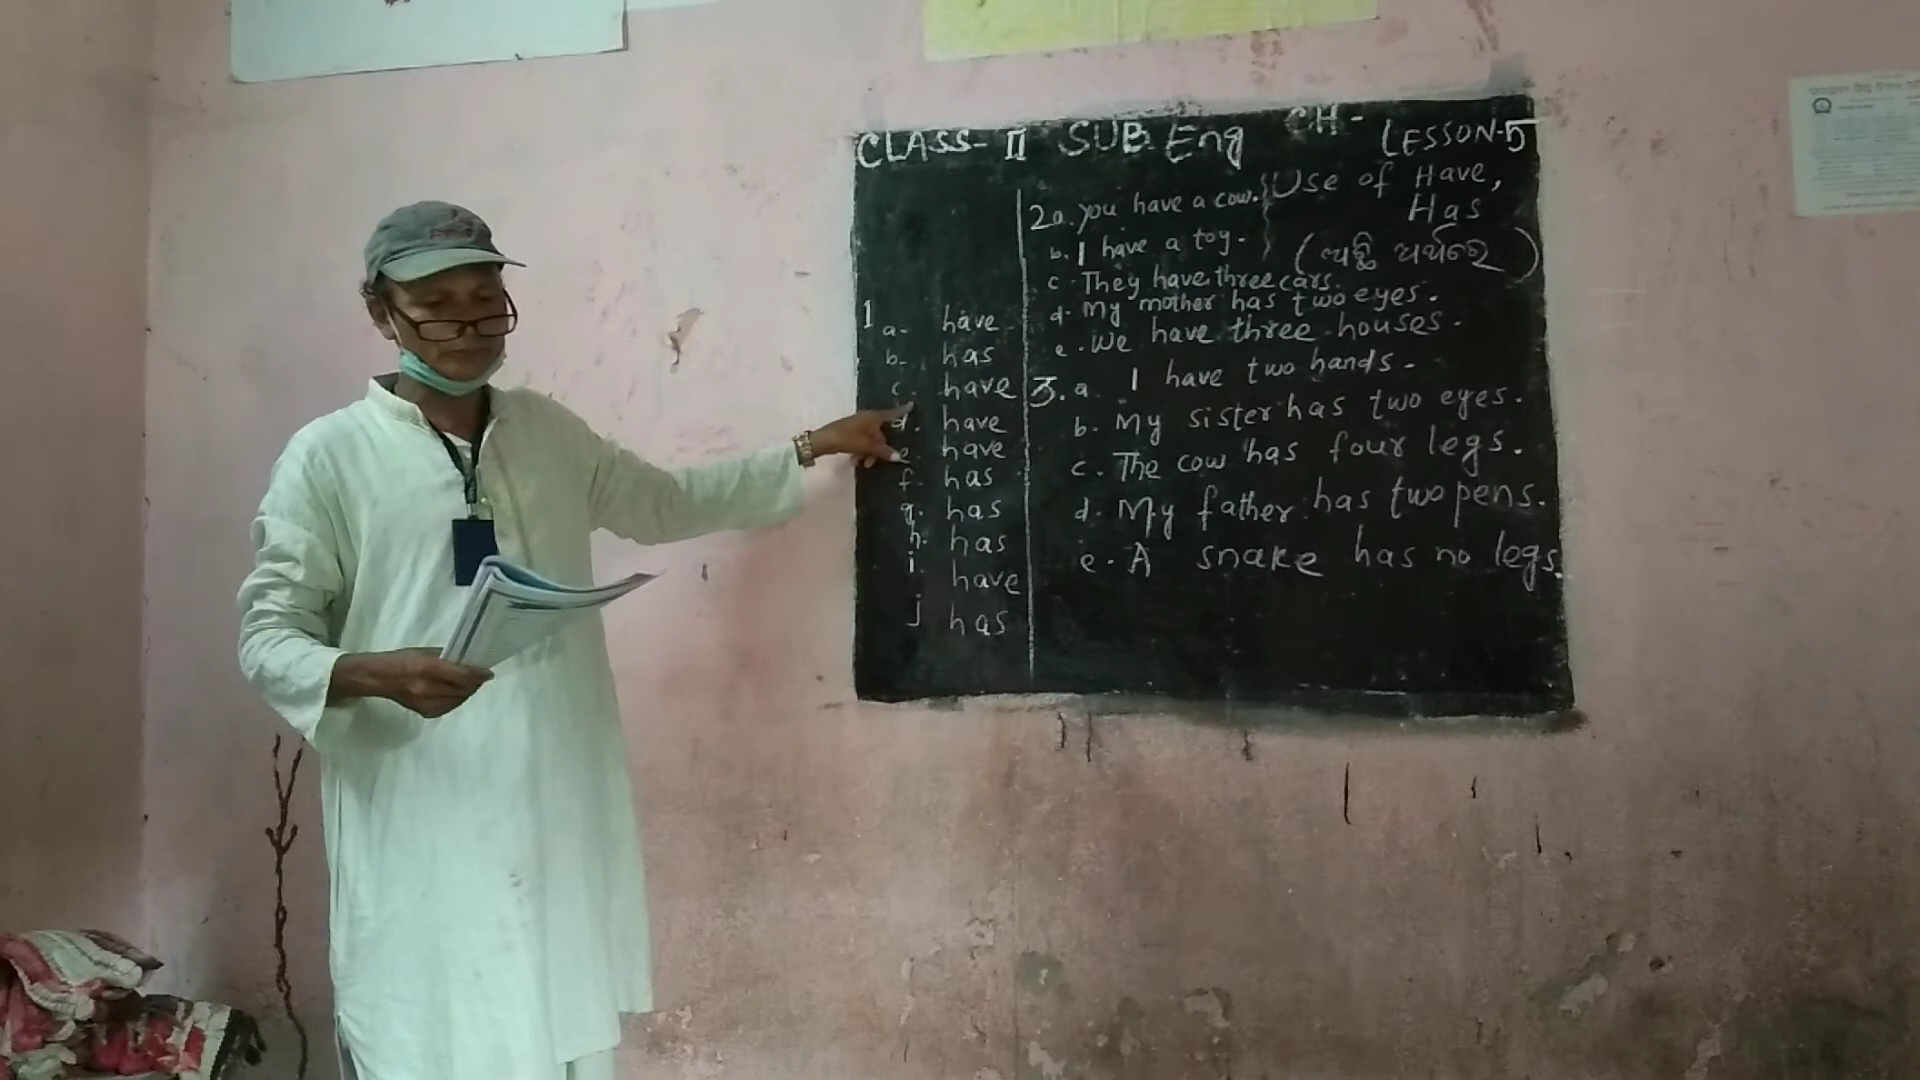 CLASS- II SUB. Eng CH- LESSON-5
Use of Have,
Has
(ଅଛି ଅର୍ଥରେ)
1
a. have
b. has
c. have
d. have
e. have
f. has
g. has
h. has
i. have
j has
2a. you have a cow.
b. I have a toy.
c. They have three cars.
d. My mother has two eyes.
e. We have three houses.
3. a. I have two hands.
b. My sister has two eyes.
c. The cow has four legs.
d. My father has two pens.
e. A snake has no legs.